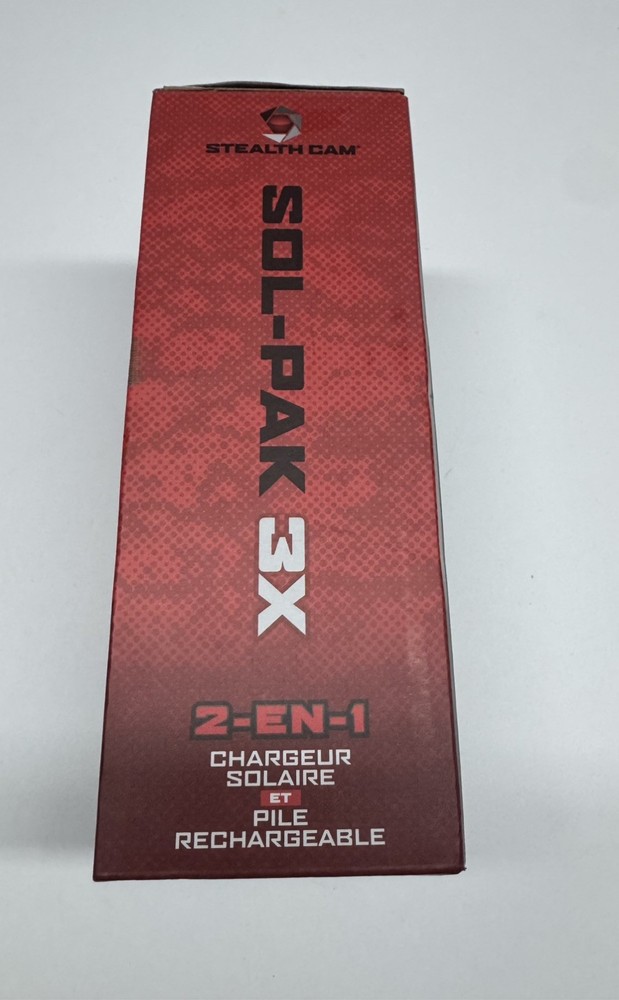 STEALTH CAM
SOL-PAK 3X
2-EN-1
CHARGEUR
SOLAIRE
ET
PILE
RECHARGEABLE